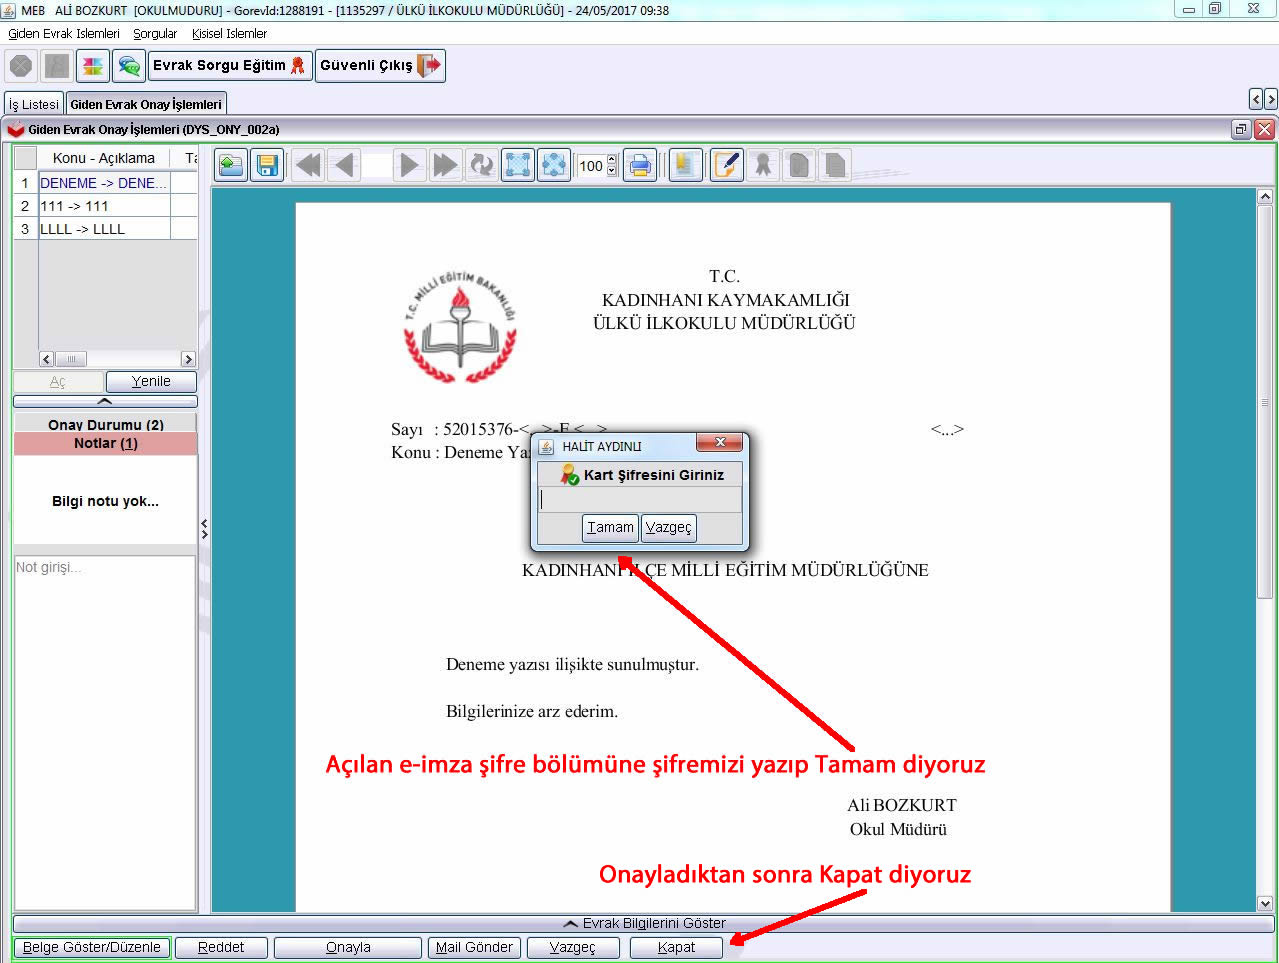 MEB ALİ BOZKURT [OKULMUDURU] - GorevId:1288191 - [1135297 / ÜLKÜ İLKOKULU MÜDÜRLÜĞÜ] - 24/05/2017 09:38
Giden Evrak Islemleri Sorgular Kisisel Islemler
Evrak Sorgu Eğitim Güvenli Çıkış
İş Listesi Giden Evrak Onay İşlemleri
Giden Evrak Onay İşlemleri (DYS_ONY_002a)
Konu - Açıklama
1 DENEME -> DENE...
2 111 -> 111
3 LLLL -> LLLL
Aç Yenile
Onay Durumu (2)
Notlar (1)
Bilgi notu yok...
Not girişi...
100
T.C. MİLLİ EĞİTİM BAKANLIĞI
T.C.
KADINHANI KAYMAKAMLIĞI
ÜLKÜ İLKOKULU MÜDÜRLÜĞÜ
Sayı : 52015376-<...>-E.<...> <...>
Konu : Deneme
HALİT AYDINLI
Kart Şifresini Giriniz
Tamam Vazgeç
KADINHANI İLÇE MİLLİ EĞİTİM MÜDÜRLÜĞÜNE
Deneme yazısı ilişikte sunulmuştur.
Bilgilerinize arz ederim.
Açılan e-imza şifre bölümüne şifremizi yazıp Tamam diyoruz
Ali BOZKURT
Okul Müdürü
Onayladıktan sonra Kapat diyoruz
Evrak Bilgilerini Göster
Belge Göster/Düzenle Reddet Onayla Mail Gönder Vazgeç Kapat